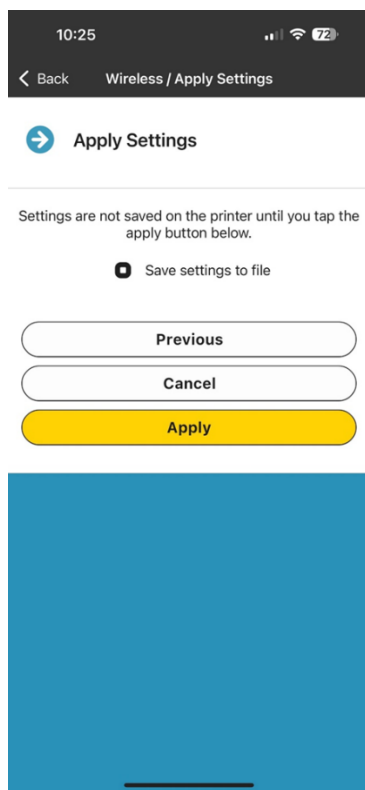 10:25
72
Back
Wireless / Apply Settings
Apply Settings
Settings are not saved on the printer until you tap the
apply button below.
Save settings to file
Previous
Cancel
Apply